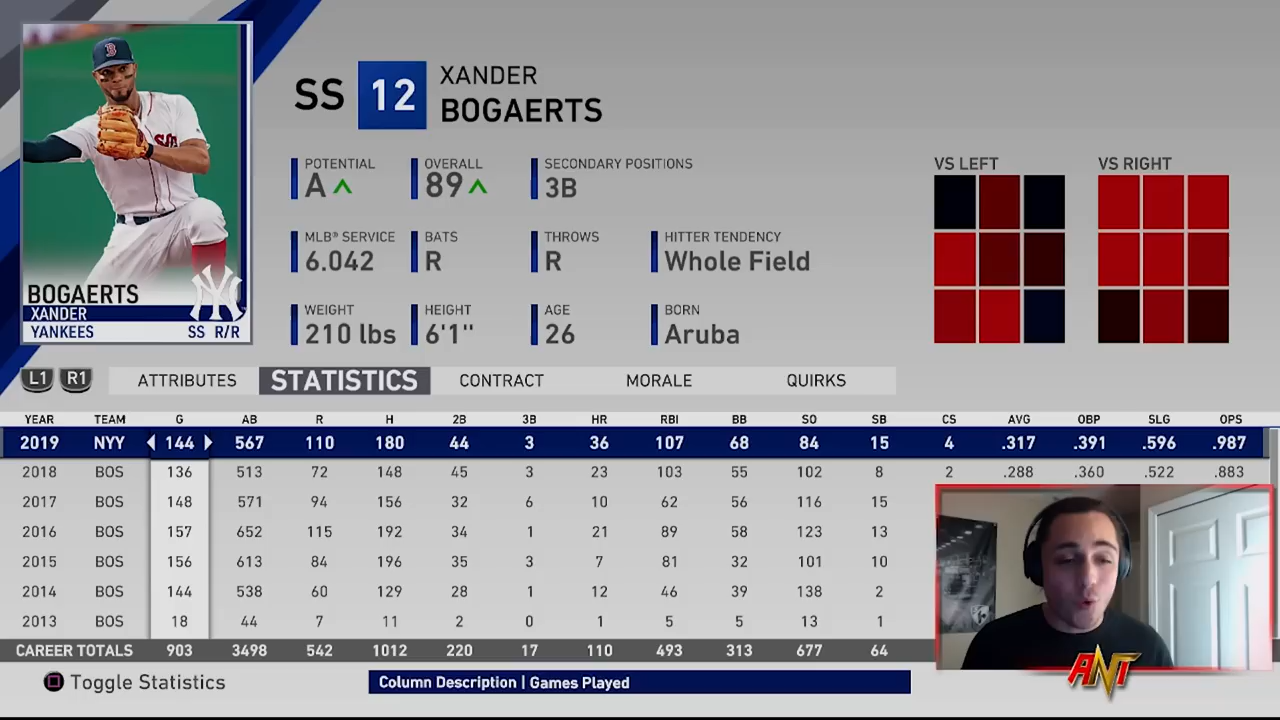 SS 12 XANDER
BOGAERTS
POTENTIAL OVERALL SECONDARY POSITIONS
A 89 3B
MLB® SERVICE BATS THROWS HITTER TENDENCY
6.042 R R Whole Field
WEIGHT HEIGHT AGE BORN
210 lbs 6'1" 26 Aruba
VS LEFT VS RIGHT
B
BOGAERTS
XANDER
YANKEES SS R/R
L1 R1 ATTRIBUTES STATISTICS CONTRACT MORALE QUIRKS
YEAR TEAM G AB R H 2B 3B HR RBI BB SO SB CS AVG OBP SLG OPS
2019 NYY 144 567 110 180 44 3 36 107 68 84 15 4 .317 .391 .596 .987
2018 BOS 136 513 72 148 45 3 23 103 55 102 8 2 .288 .360 .522 .883
2017 BOS 148 571 94 156 32 6 10 62 56 116 15
2016 BOS 157 652 115 192 34 1 21 89 58 123 13
2015 BOS 156 613 84 196 35 3 7 81 32 101 10
2014 BOS 144 538 60 129 28 1 12 46 39 138 2
2013 BOS 18 44 7 11 2 0 1 5 5 13 1
CAREER TOTALS 903 3498 542 1012 220 17 110 493 313 677 64
Toggle Statistics
Column Description | Games Played
ANT